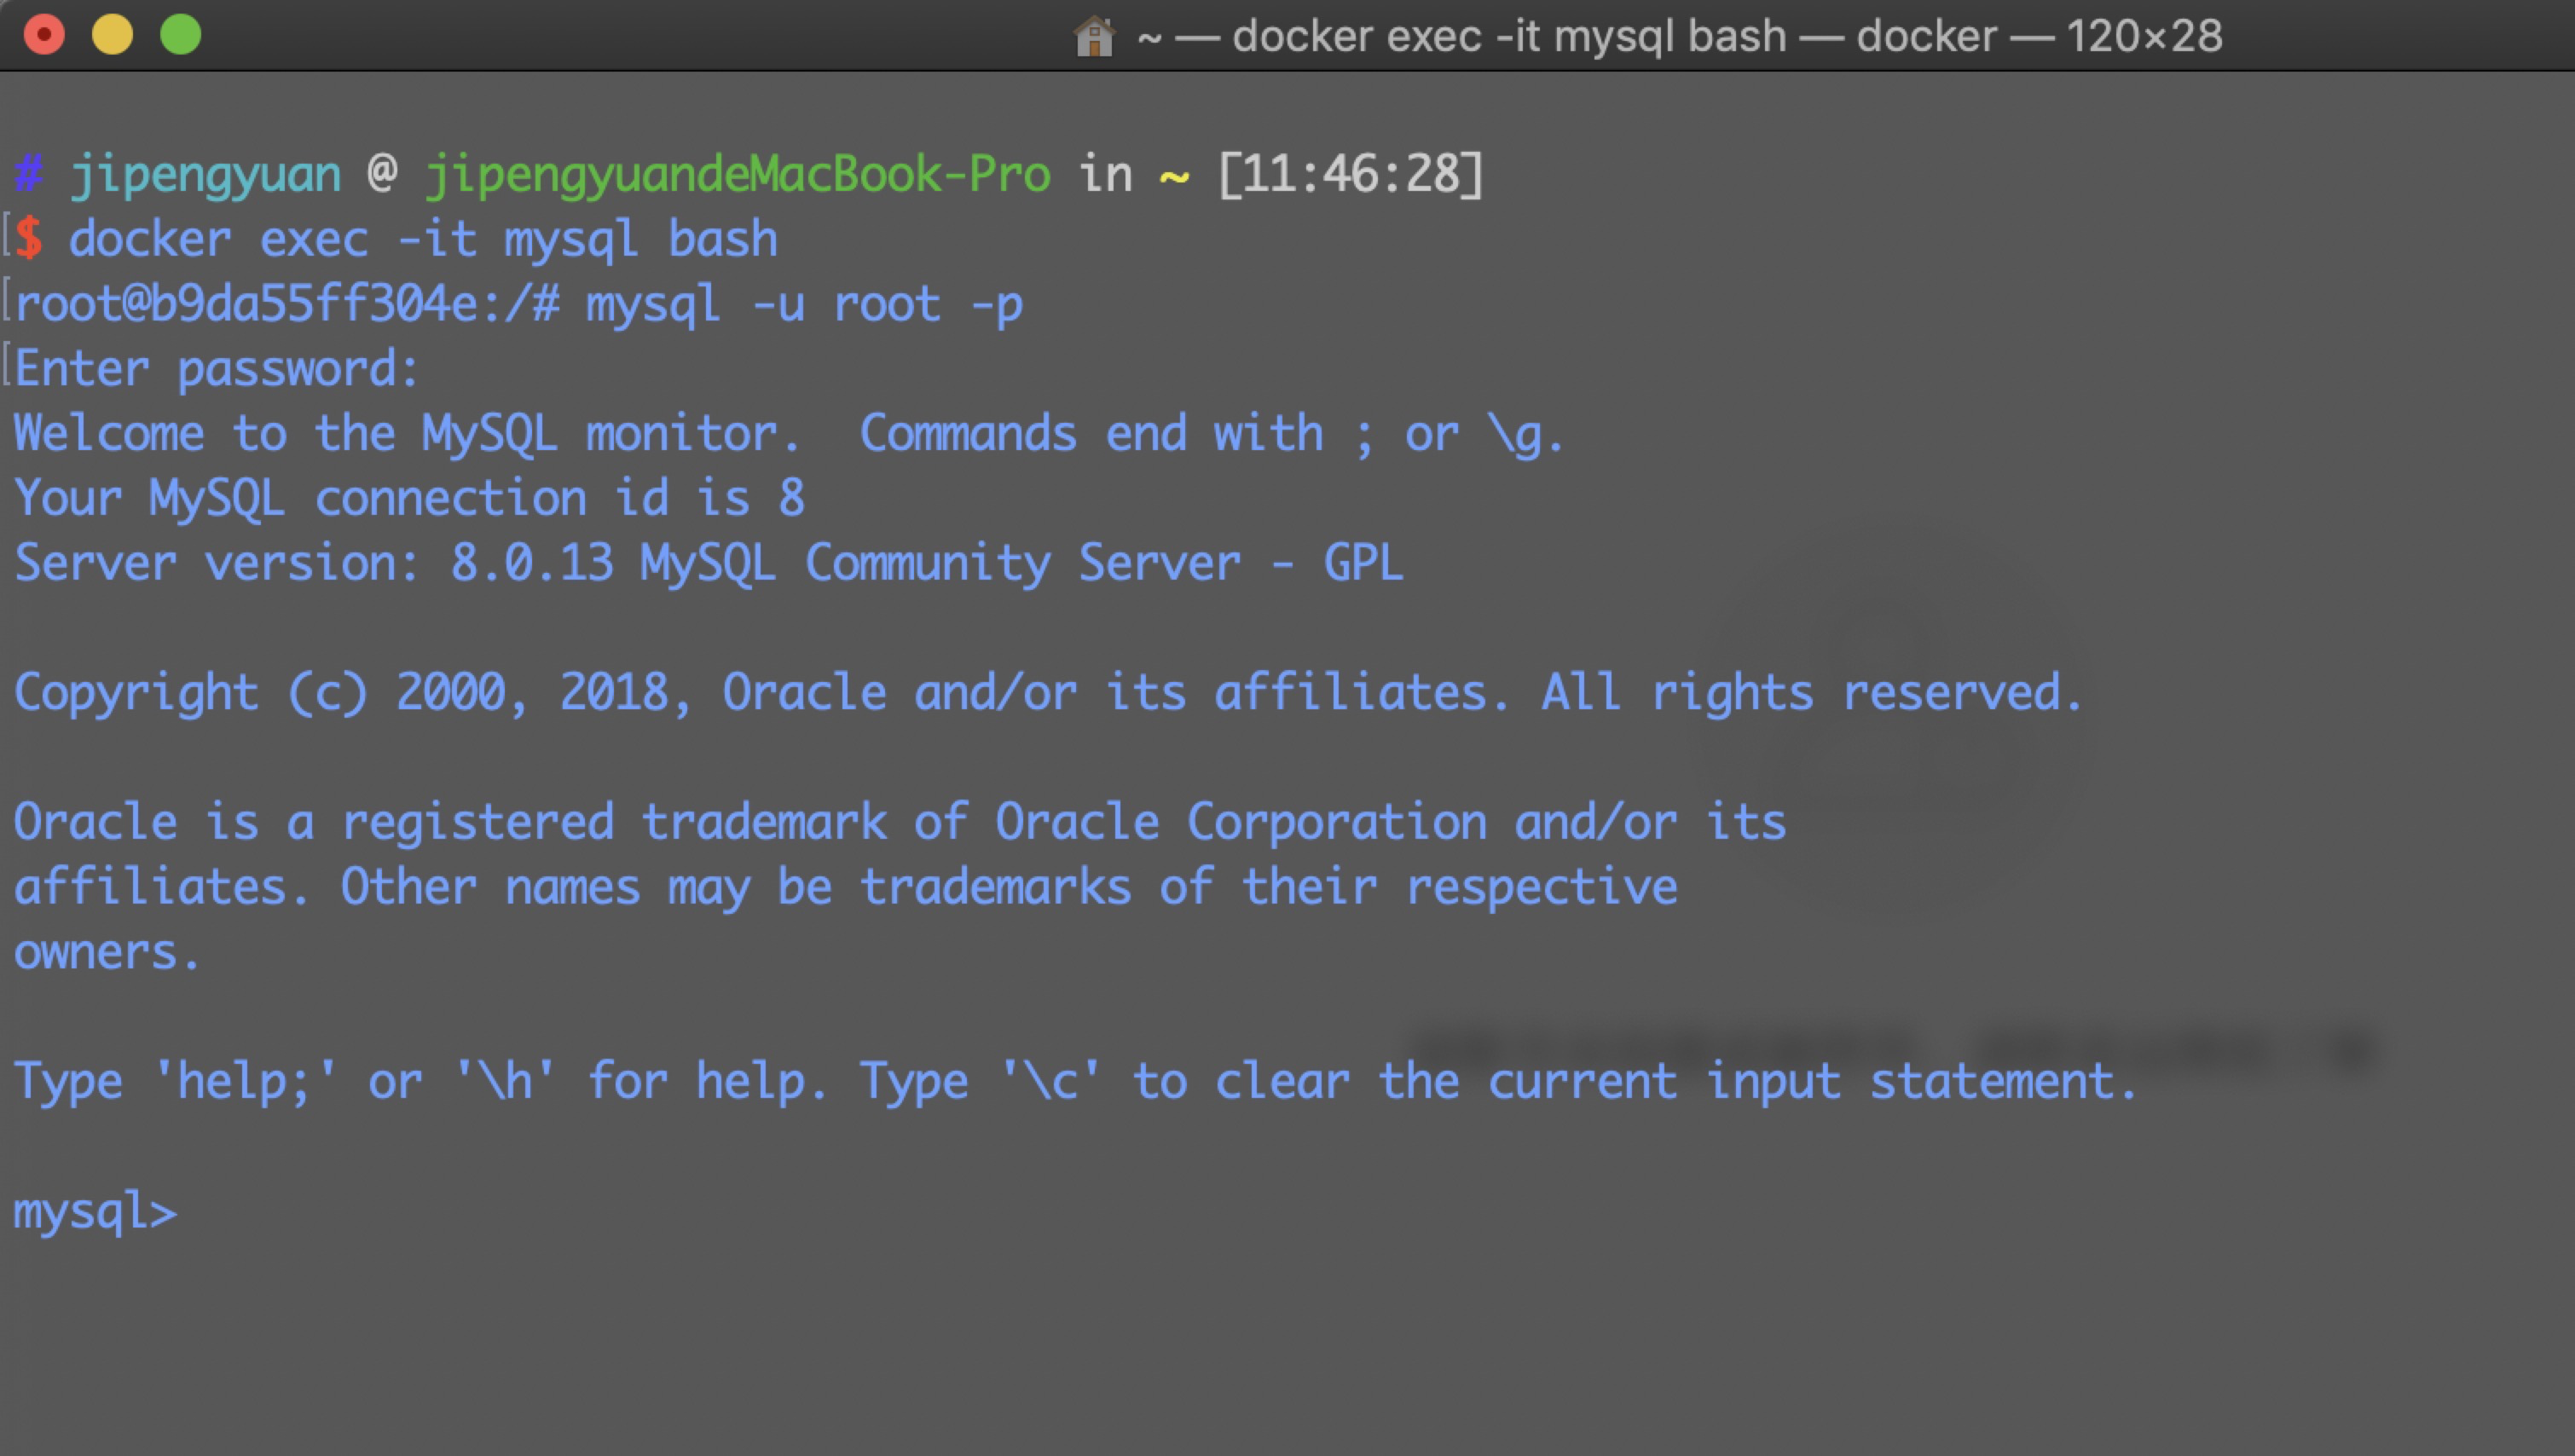 ~ — docker exec -it mysql bash — docker — 120×28
# jipengyuan @ jipengyuandeMacBook-Pro in ~ [11:46:28]
[$ docker exec -it mysql bash
[root@b9da55ff304e:/# mysql -u root -p
[Enter password:
Welcome to the MySQL monitor.  Commands end with ; or \g.
Your MySQL connection id is 8
Server version: 8.0.13 MySQL Community Server - GPL
Copyright (c) 2000, 2018, Oracle and/or its affiliates. All rights reserved.
Oracle is a registered trademark of Oracle Corporation and/or its
affiliates. Other names may be trademarks of their respective
owners.
Type 'help;' or '\h' for help. Type '\c' to clear the current input statement.
mysql>